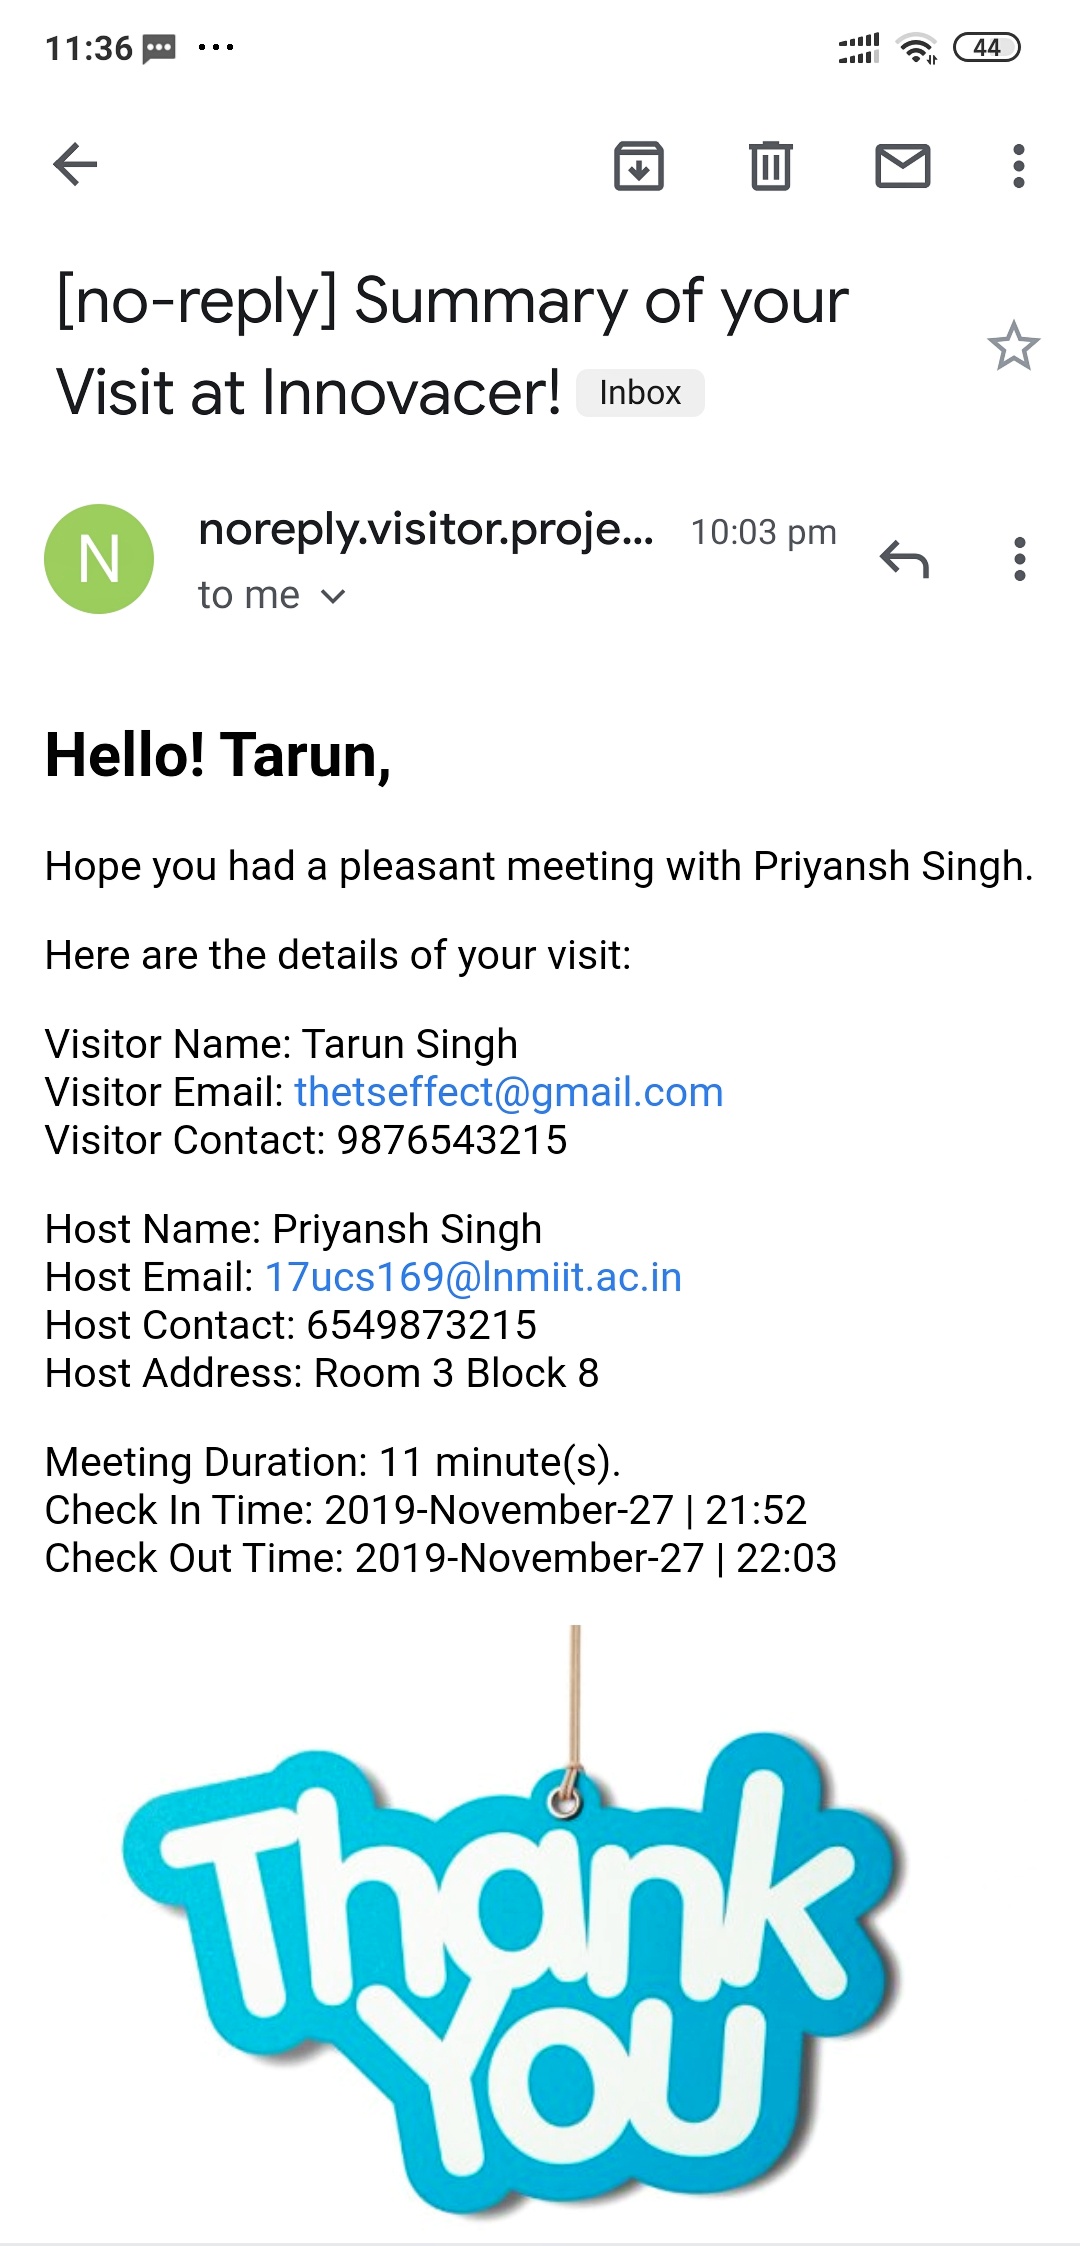 11:36
44
[no-reply] Summary of your
Visit at Innovacer! Inbox
N
noreply.visitor.proje... 10:03 pm
to me
Hello! Tarun,
Hope you had a pleasant meeting with Priyansh Singh.
Here are the details of your visit:
Visitor Name: Tarun Singh
Visitor Email: thetseffect@gmail.com
Visitor Contact: 9876543215
Host Name: Priyansh Singh
Host Email: 17ucs169@lnmiit.ac.in
Host Contact: 6549873215
Host Address: Room 3 Block 8
Meeting Duration: 11 minute(s).
Check In Time: 2019-November-27 | 21:52
Check Out Time: 2019-November-27 | 22:03
Thank
You